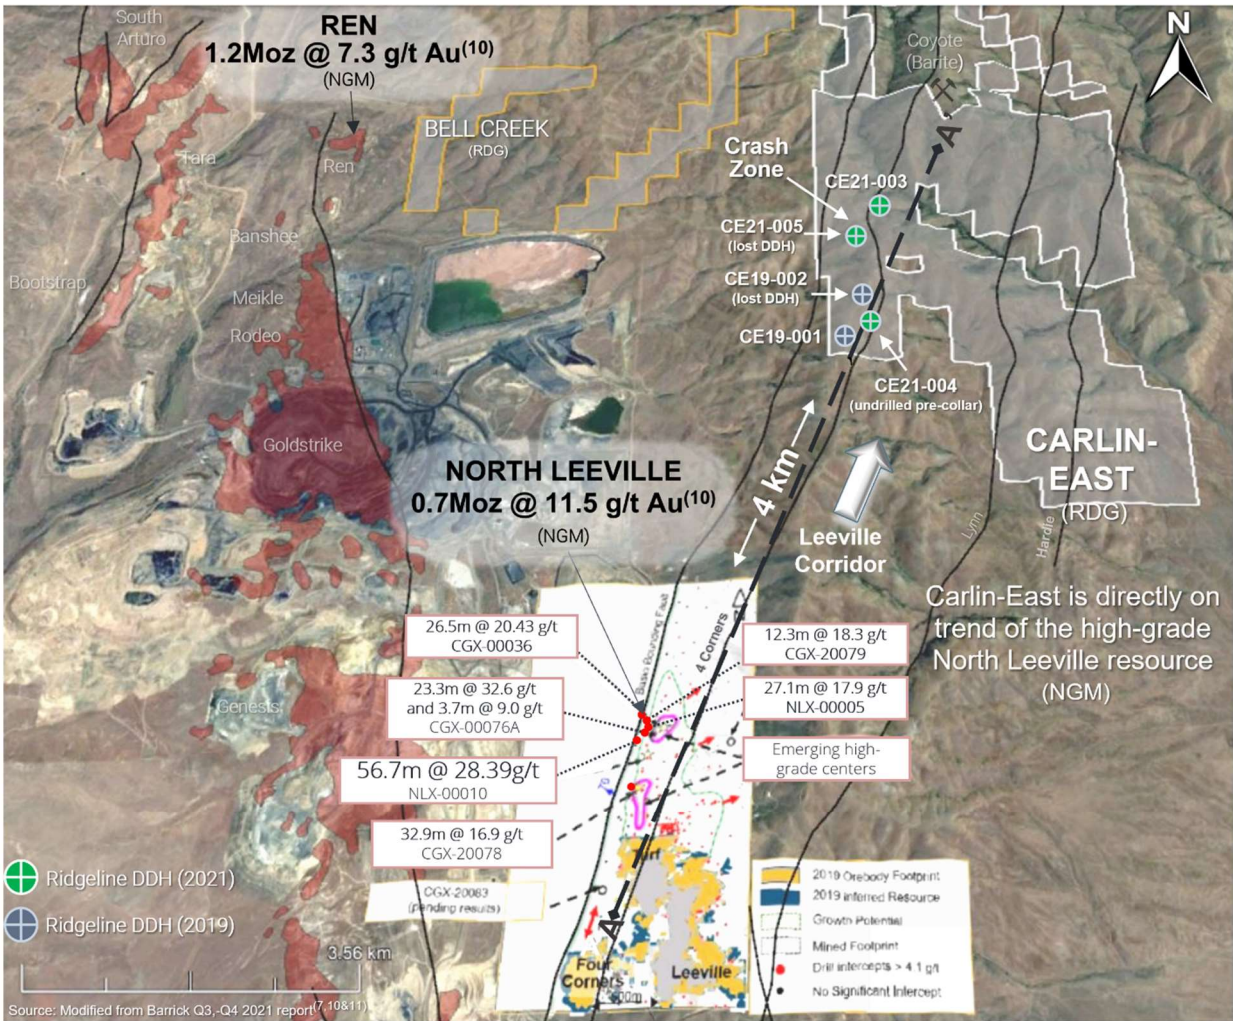 South
Arturo
REN
1.2Moz @ 7.3 g/t Au(10)
(NGM)
Coyote
(Barite)
N
BELL CREEK
(RDG)
Tara
Ren
Crash
Zone
A
CE21-003
CE21-005
(lost DDH)
Banshee
Bootstrap
Meikle
CE19-002
(lost DDH)
Rodeo
CE19-001
CE21-004
(undrilled pre-collar)
Goldstrike
CARLIN-
EAST
(RDG)
NORTH LEEVILLE
0.7Moz @ 11.5 g/t Au(10)
(NGM)
4 km
Leeville
Corridor
Lynn
Hardie
Carlin-East is directly on
trend of the high-grade
North Leeville resource
(NGM)
Basin Bounding Fault
4 Corners
26.5m @ 20.43 g/t
CGX-00036
12.3m @ 18.3 g/t
CGX-20079
23.3m @ 32.6 g/t
and 3.7m @ 9.0 g/t
CGX-00076A
27.1m @ 17.9 g/t
NLX-00005
Genesis
Emerging high-
grade centers
56.7m @ 28.39g/t
NLX-00010
32.9m @ 16.9 g/t
CGX-20078
Turf
CGX-20083
(pending results)
A
Four
Corners
Leeville
Ridgeline DDH (2021)
Ridgeline DDH (2019)
3.56 km
2019 Orebody Footprint
2019 Inferred Resource
Growth Potential
Mined Footprint
Drill intercepts > 4.1 g/t
No Significant Intercept
Source: Modified from Barrick Q3,-Q4 2021 report(7,10&11)